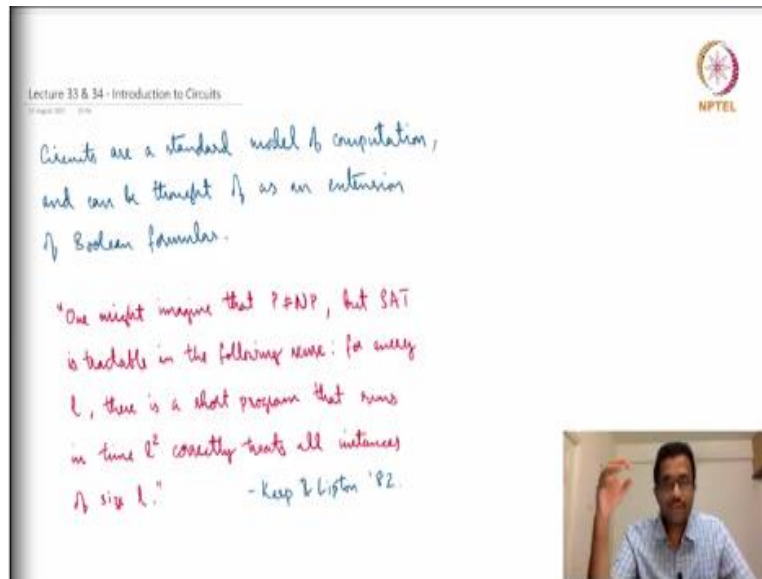 Lecture 33 & 34 - Introduction to Circuits
NPTEL
Circuits are a standard model of computation,
and can be thought of as an extension
of Boolean formulas.
"One might imagine that P≠NP, but SAT
is tractable in the following sense: for every
l, there is a short program that runs
in time l² correctly treats all instances
of size l."
- Karp & Lipton '82.